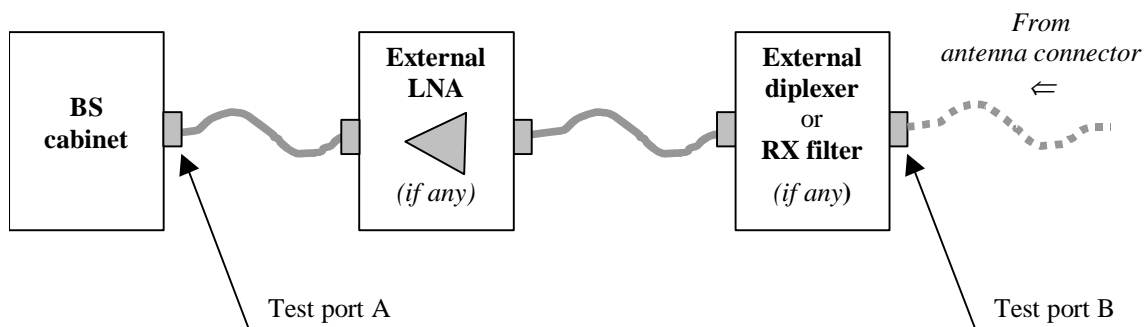 BS
cabinet
External
LNA
(if any)
External
diplexer
or
RX filter
(if any)
From
antenna connector
⇐
Test port A
Test port B